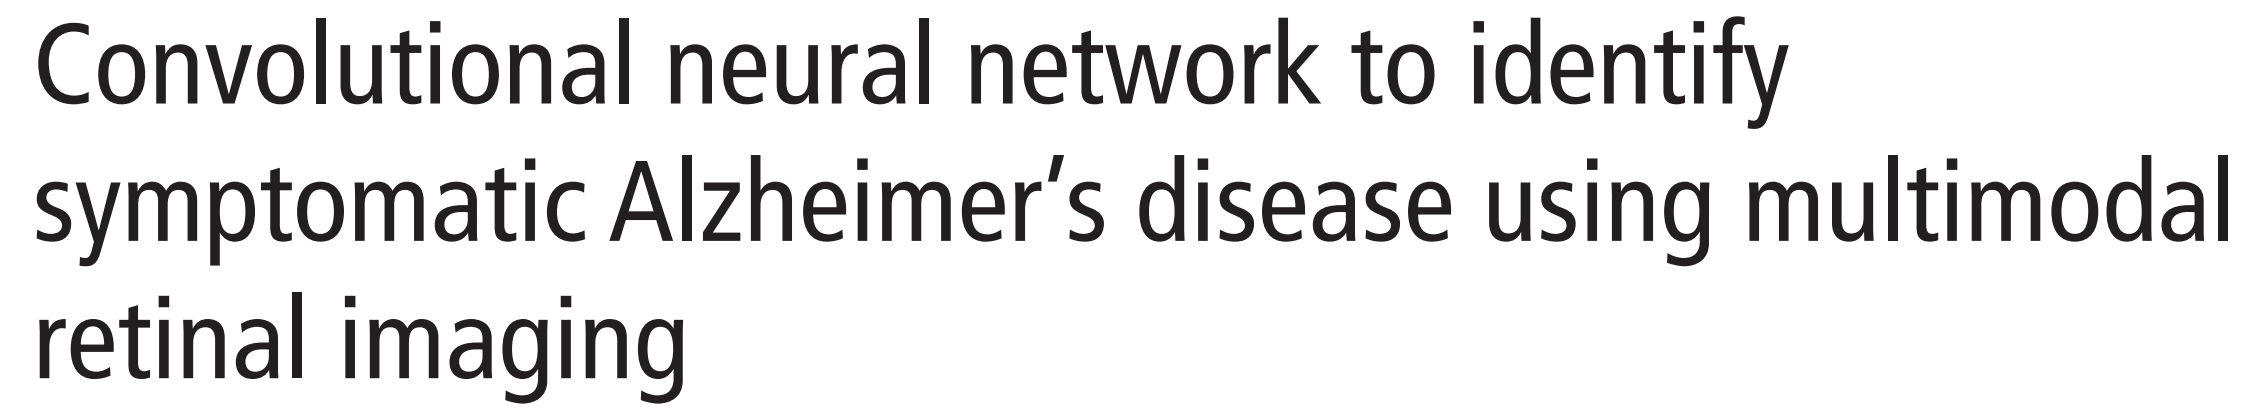 Convolutional neural network to identify
symptomatic Alzheimer’s disease using multimodal
retinal imaging